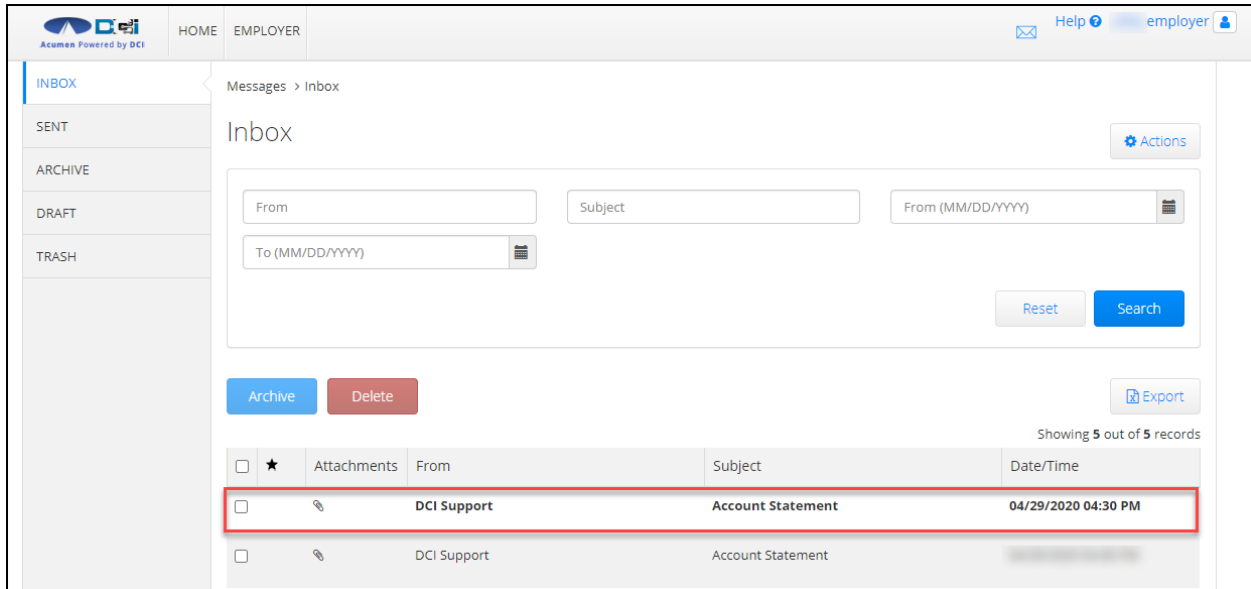 DCI
Acumen Powered by DCI
HOME EMPLOYER
Help employer
INBOX
SENT
ARCHIVE
DRAFT
TRASH
Messages > Inbox
Inbox
Actions
From Subject From (MM/DD/YYYY)
To (MM/DD/YYYY)
Reset Search
Archive Delete Export
Showing 5 out of 5 records
Attachments From Subject Date/Time
DCI Support Account Statement 04/29/2020 04:30 PM
DCI Support Account Statement